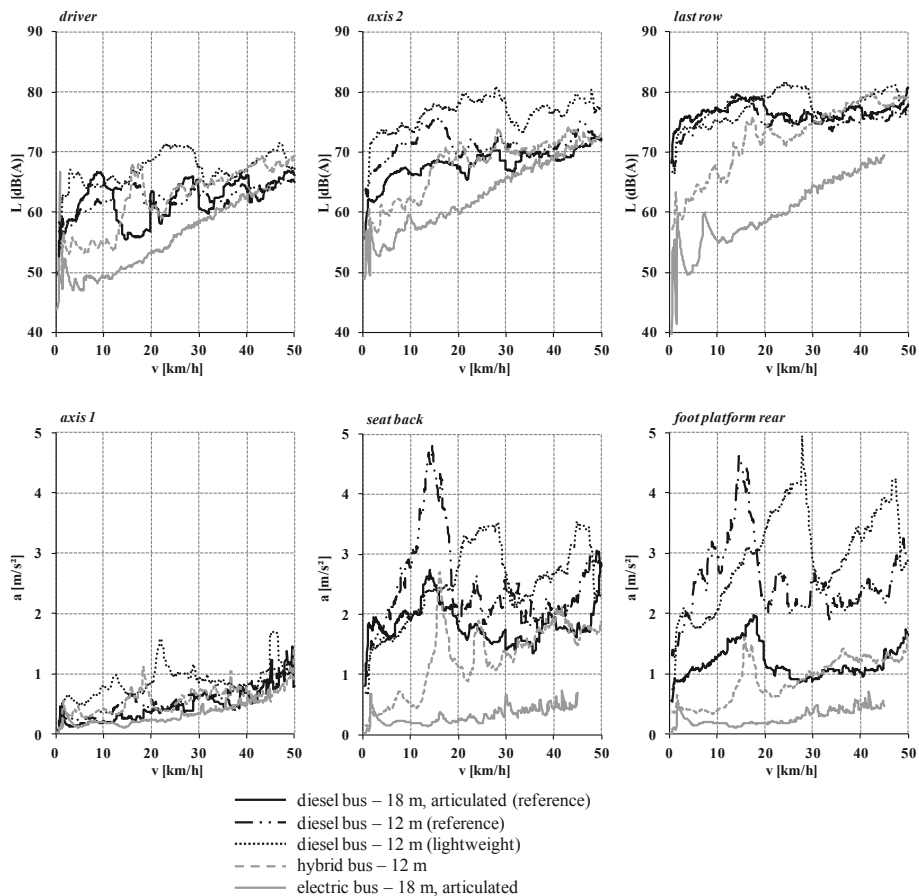 driver
axis 2
last row
90
80
70
60
50
40
L [dB(A)]
0 10 20 30 40 50
v [km/h]
90
80
70
60
50
40
L [dB(A)]
0 10 20 30 40 50
v [km/h]
90
80
70
60
50
40
L (dB(A)]
0 10 20 30 40 50
v [km/h]
axis 1
seat back
foot platform rear
5
4
3
2
1
0
a [m/s²]
0 10 20 30 40 50
v [km/h]
5
4
3
2
1
0
a [m/s²]
0 10 20 30 40 50
v [km/h]
5
4
3
2
1
0
a [m/s²]
0 10 20 30 40 50
v [km/h]
diesel bus – 18 m, articulated (reference)
diesel bus – 12 m (reference)
diesel bus – 12 m (lightweight)
hybrid bus – 12 m
electric bus – 18 m, articulated